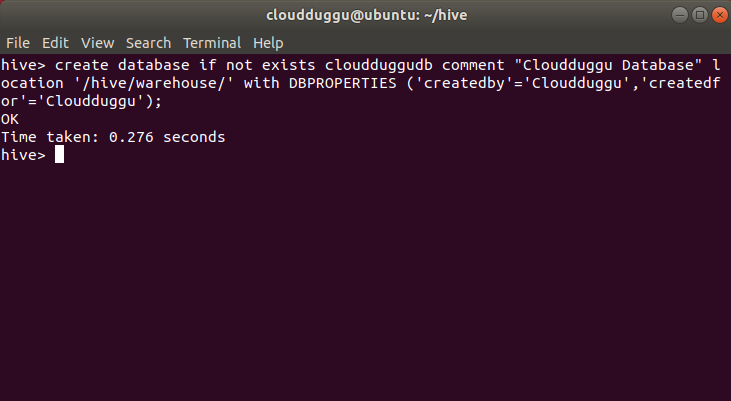 cloudduggu@ubuntu: ~/hive
File Edit View Search Terminal Help
hive> create database if not exists cloudduggudb comment "Cloudduggu Database" l
ocation '/hive/warehouse/' with DBPROPERTIES ('createdby'='Cloudduggu','createdf
or'='Cloudduggu');
OK
Time taken: 0.276 seconds
hive>